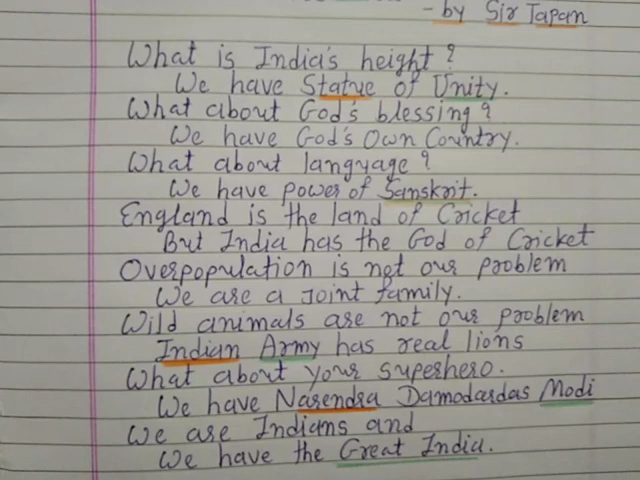 - by Sir Tapan
What is India's height?
We have Statue of Unity.
What about God's blessing?
We have God's Own Country.
What about language?
We have power of Sanskrit.
England is the land of Cricket
But India has the God of Cricket
Overpopulation is not our problem
We are a Joint family.
Wild animals are not our problem
Indian Army has real lions
What about your superhero.
We have Narendra Damodardas Modi
We are Indians and
We have the Great India.